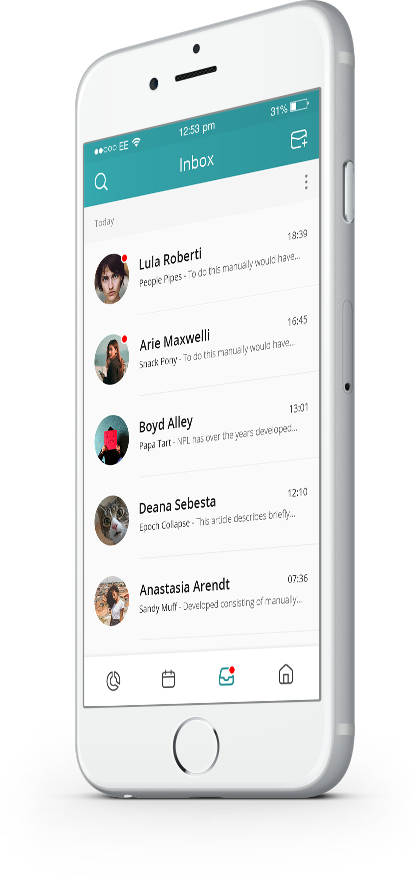 ●●○○○ EE 12:53 pm 31%
Inbox
Today
Lula Roberti 18:39
People Pipes - To do this manually would have...
Arie Maxwelli 16:45
Snack Pony - To do this manually would have...
Boyd Alley 13:01
Papa Tart - NPL has over the years developed...
Deana Sebesta 12:10
Epoch Collapse - This article describes briefly...
Anastasia Arendt 07:36
Sandy Muff - Developed consisting of manually...